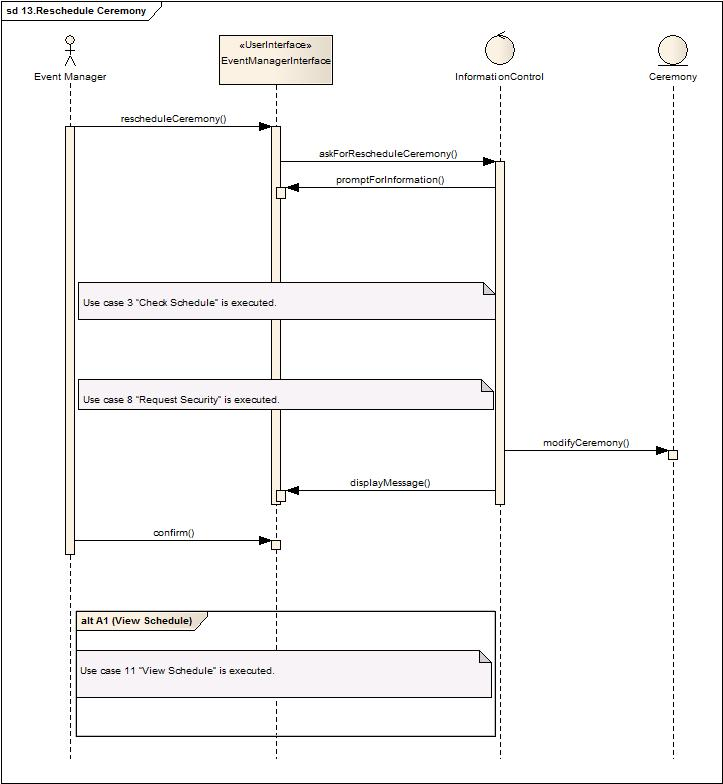 sd 13.Reschedule Ceremony
Event Manager
«UserInterface»
EventManagerInterface
InformationControl
Ceremony
rescheduleCeremony()
askForRescheduleCeremony()
promptForInformation()
Use case 3 "Check Schedule" is executed.
Use case 8 "Request Security" is executed.
modifyCeremony()
displayMessage()
confirm()
alt A1 (View Schedule)
Use case 11 "View Schedule" is executed.